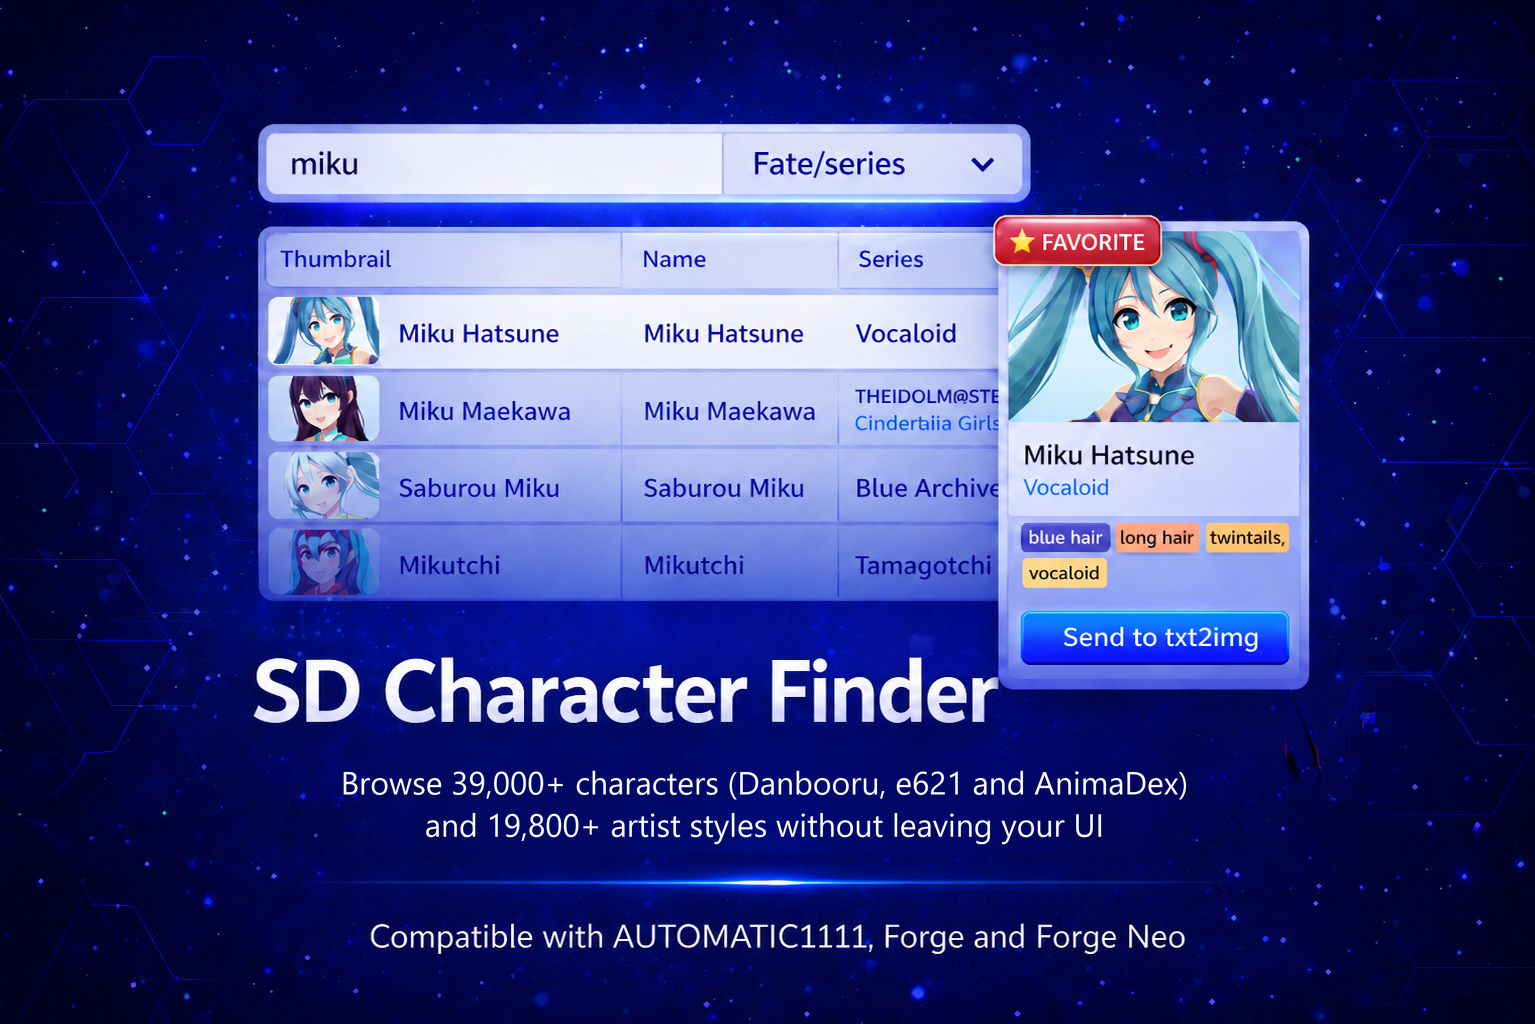 miku
Fate/series
FAVORITE
Thumbrail
Name
Series
Miku Hatsune
Miku Hatsune
Vocaloid
Miku Maekawa
Miku Maekawa
THEIDOLM@STE
Cindertaiia Girls
Saburou Miku
Saburou Miku
Blue Archive
Mikutchi
Mikutchi
Tamagotchi
Miku Hatsune
Vocaloid
blue hair
long hair
twintails,
vocaloid
Send to txt2img
SD Character Finder
Browse 39,000+ characters (Danbooru, e621 and AnimaDex)
and 19,800+ artist styles without leaving your UI
Compatible with AUTOMATIC1111, Forge and Forge Neo